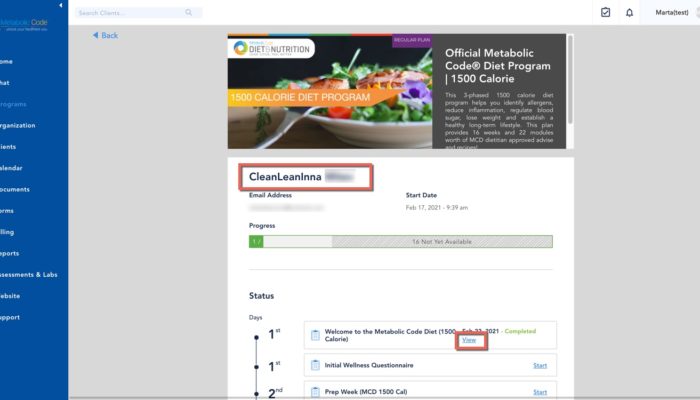 Metabolic Code
Search Clients...
Marta(test)
Back
REGULAR PLAN
DIET&NUTRITION
1500 CALORIE DIET PROGRAM
Official Metabolic
Code® Diet Program
| 1500 Calorie
This 3-phased 1500 calorie diet
program helps you identify allergens,
reduce inflammation, regulate blood
sugar, lose weight and establish a
healthy long-term lifestyle. This plan
provides 16 weeks and 22 modules
worth of MCD dietitian approved advise
and recipes!
ome
hat
rograms
rganization
lients
alendar
ocuments
orms
lling
eports
ssessments & Labs
ebsite
upport
CleanLeanInna
Email Address
Start Date
Feb 17, 2021 - 9:39 am
Progress
1 /
16 Not Yet Available
Status
Days
1st
Welcome to the Metabolic Code Diet (1500
Calorie)
Feb 22, 2021 - Completed
View
1st
Initial Wellness Questionnaire
Start
2nd
Prep Week (MCD 1500 Cal)
Start